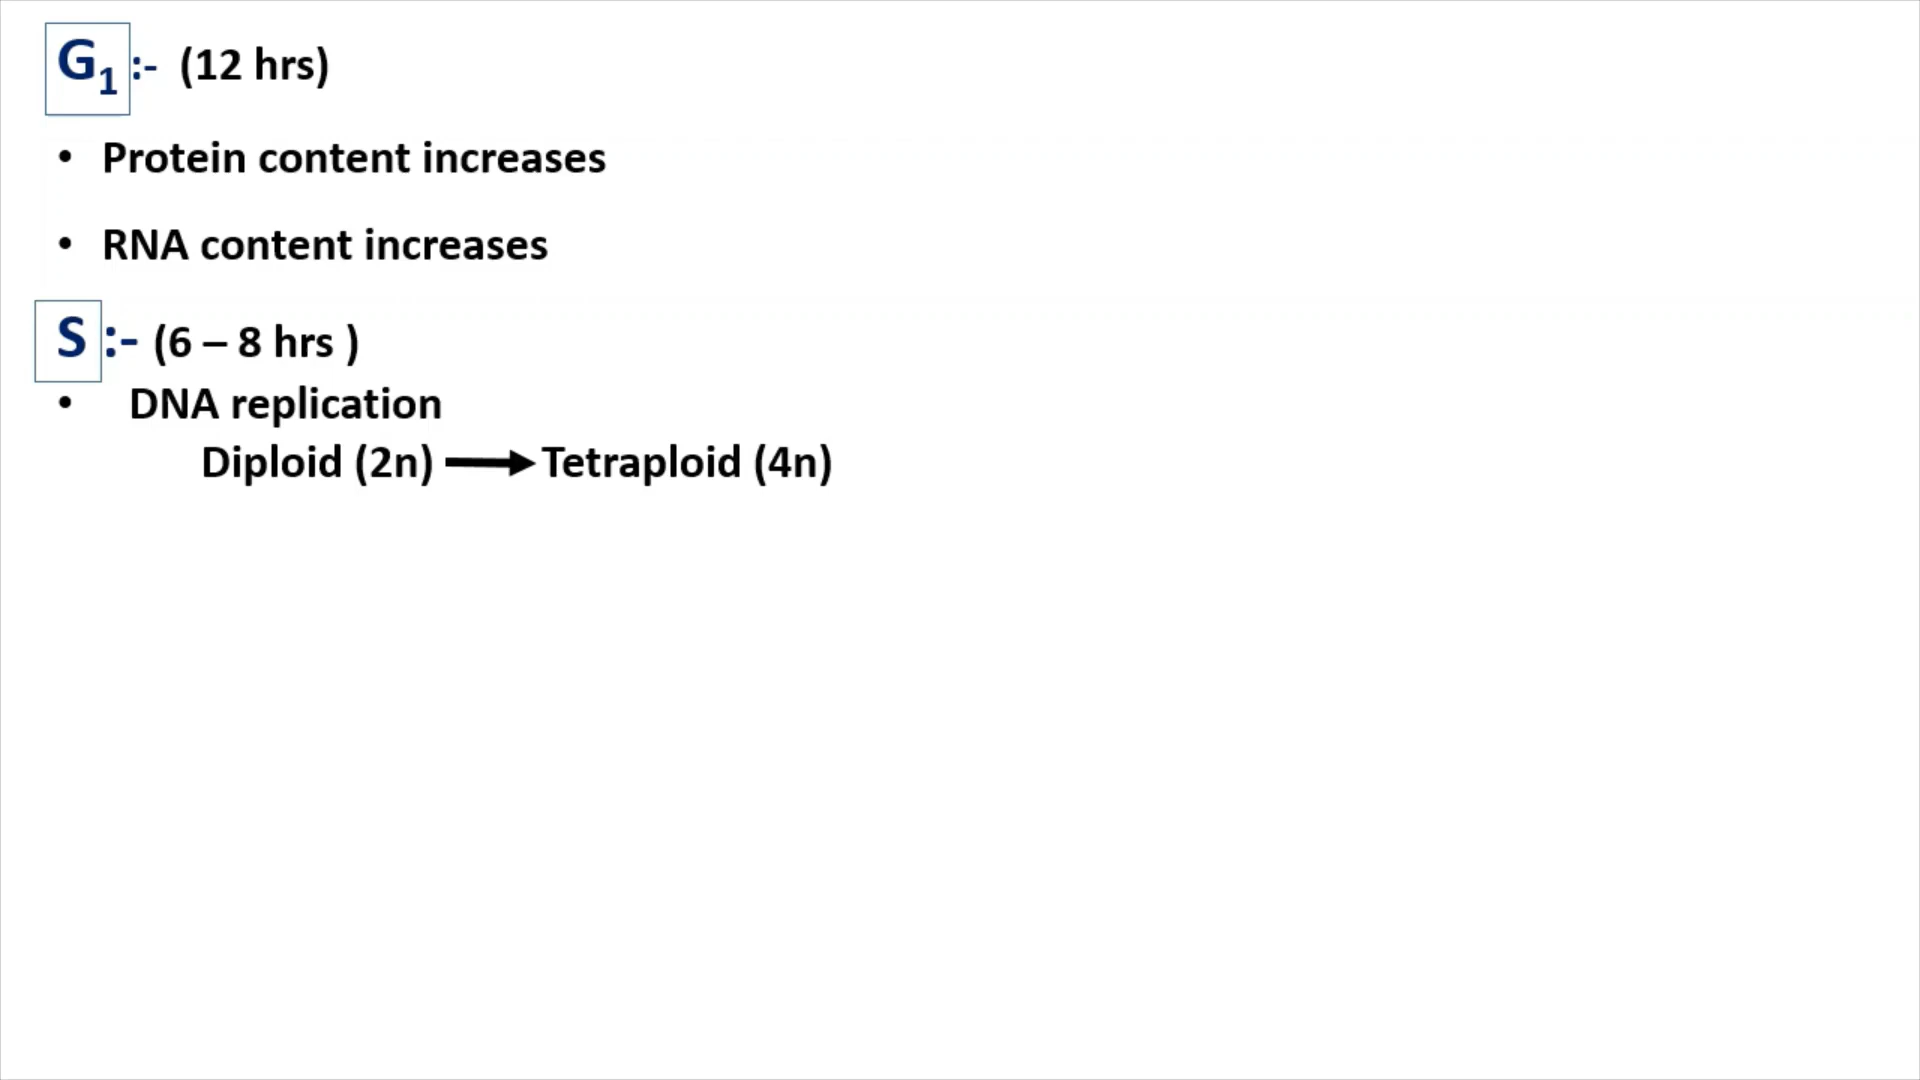 G₁:- (12 hrs)
• Protein content increases
• RNA content increases
S:- (6 – 8 hrs )
• DNA replication
Diploid (2n) → Tetraploid (4n)